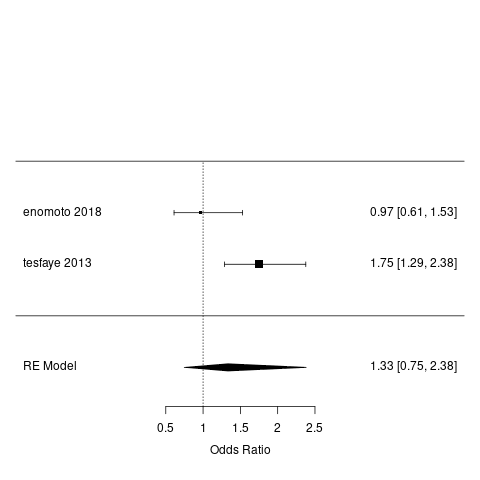 enomoto 2018 0.97 [0.61, 1.53]
tesfaye 2013 1.75 [1.29, 2.38]
RE Model 1.33 [0.75, 2.38]
0.5 1 1.5 2 2.5
Odds Ratio